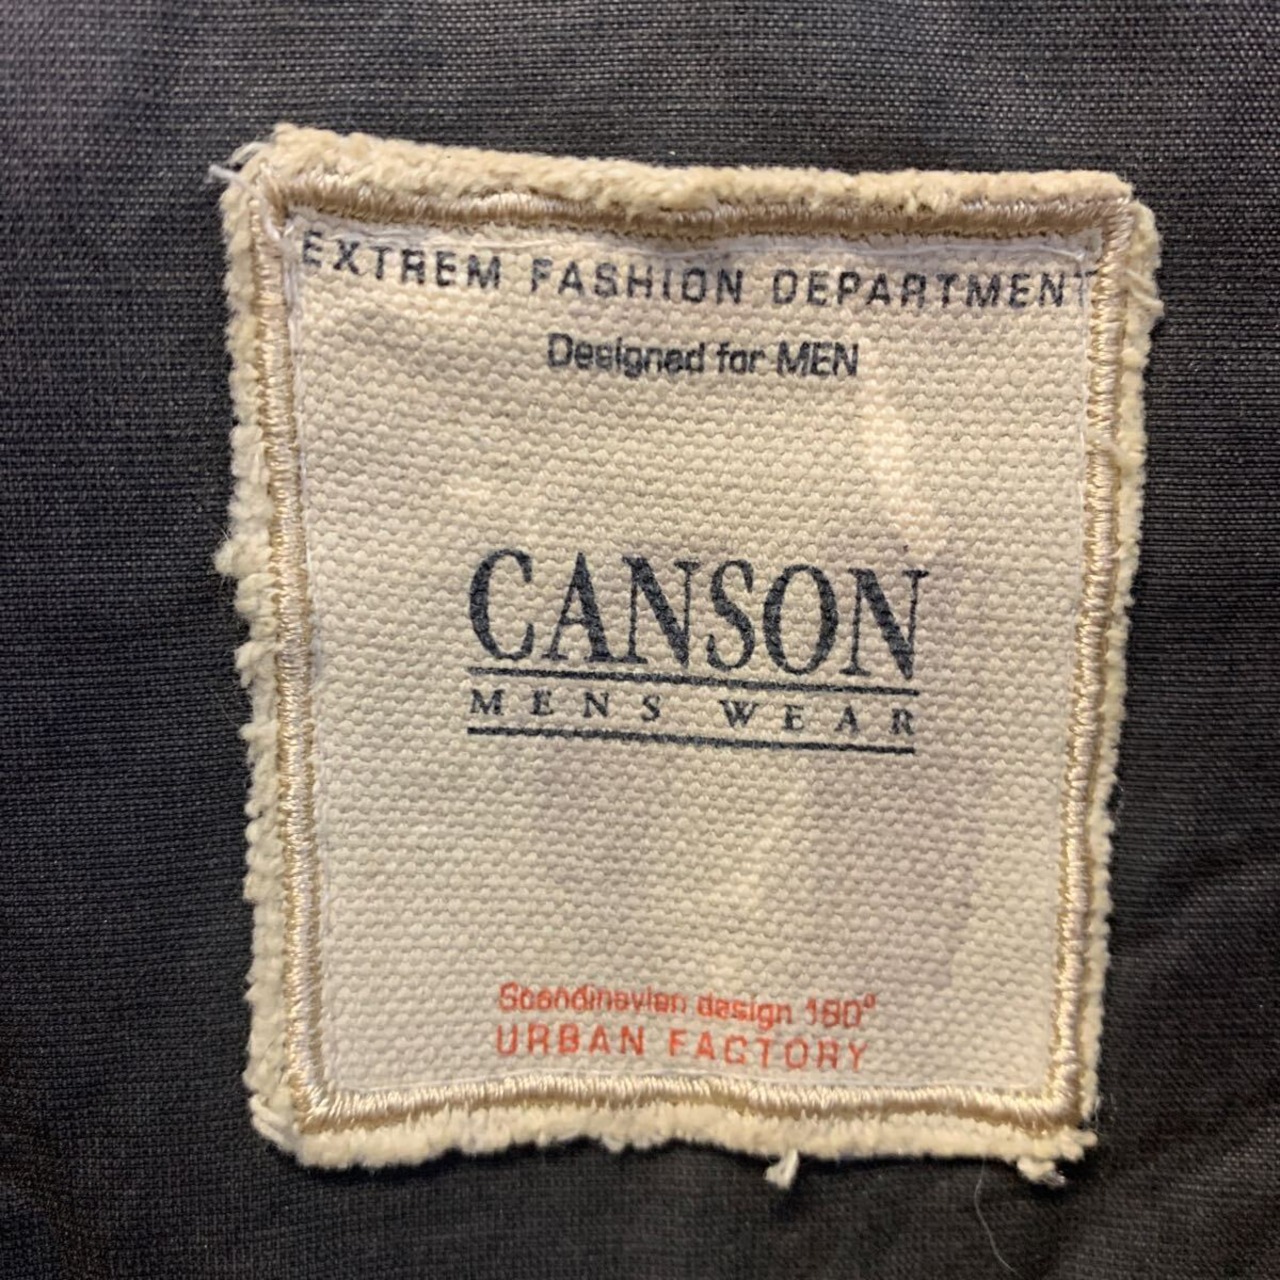 EXTREM FASHION DEPARTMENT
Designed for MEN
CANSON
MENS WEAR
Scandinavian design 180°
URBAN FACTORY